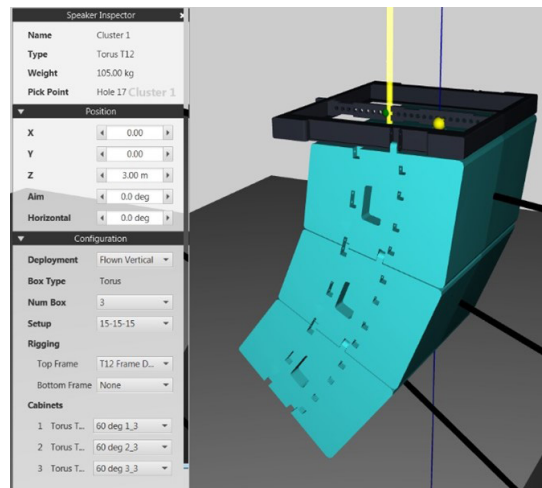 Speaker Inspector
Name Cluster 1
Type Torus T12
Weight 105.00 kg
Pick Point Hole 17 Cluster 1
Position
X 0.00
Y 0.00
Z 3.00 m
Aim 0.0 deg
Horizontal 0.0 deg
Configuration
Deployment Flown Vertical
Box Type Torus
Num Box 3
Setup 15-15-15
Rigging
Top Frame T12 Frame D...
Bottom Frame None
Cabinets
1 Torus T... 60 deg 1_3
2 Torus T... 60 deg 2_3
3 Torus T... 60 deg 3_3